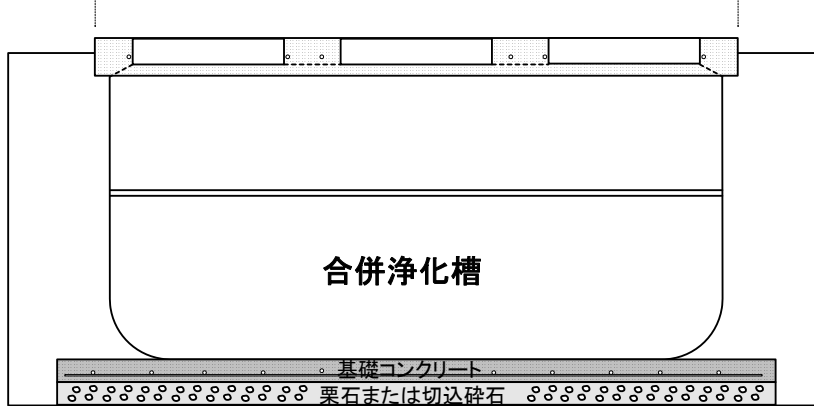 合併浄化槽
基礎コンクリート
栗石または切込砕石